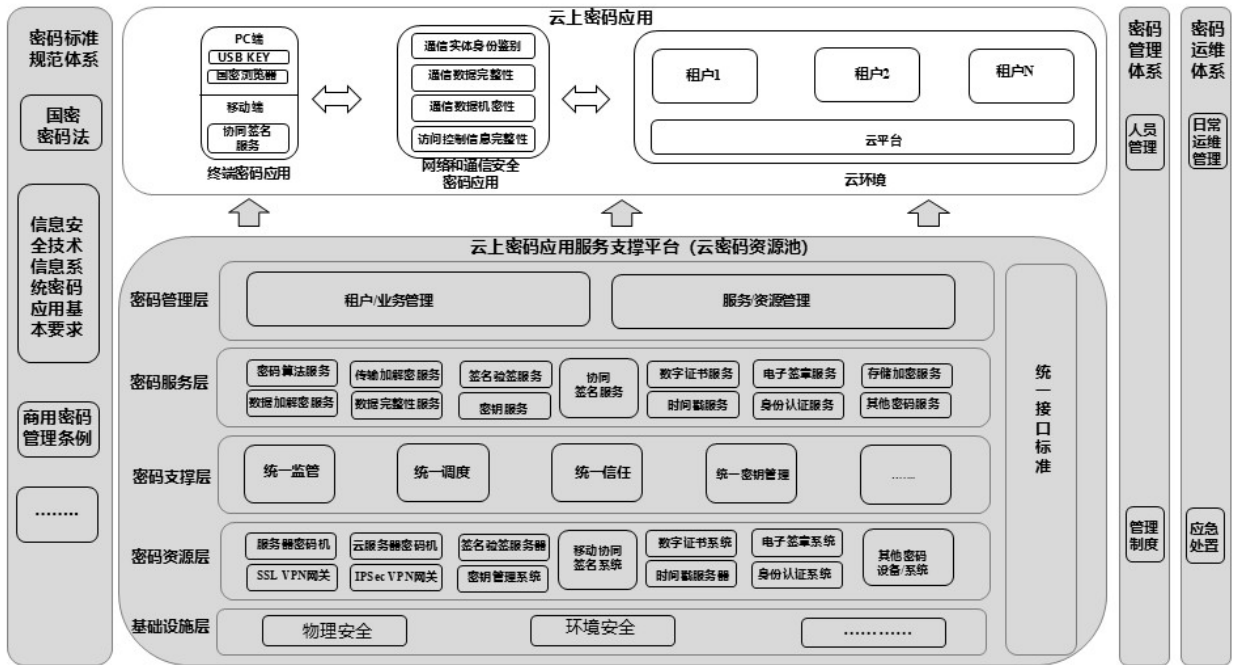 密码标准
规范体系
国密
密码法
信息安
全技术
信息系
统密码
应用基
本要求
商用密码
管理条例
........
云上密码应用
PC端
USB KEY
国密浏览器
移动端
协同签名
服务
终端密码应用
通信实体身份鉴别
通信数据完整性
通信数据机密性
访问控制信息完整性
网络和通信安全
密码应用
租户1
租户2
租户N
云平台
云环境
云上密码应用服务支撑平台（云密码资源池）
密码管理层
租户/业务管理
服务/资源管理
密码服务层
密码算法服务
传输加解密服务
签名验签服务
协同
签名服务
数字证书服务
电子签章服务
存储加密服务
数据加解密服务
数据完整性服务
密钥服务
时间戳服务
身份认证服务
其他密码服务
密码支撑层
统一监管
统一调度
统一信任
统一密钥管理
......
密码资源层
服务器密码机
云服务器密码机
签名验签服务器
移动协同
签名系统
数字证书系统
电子签章系统
其他密码
设备/系统
SSL VPN网关
IPSec VPN网关
密钥管理系统
时间戳服务器
身份认证系统
基础设施层
物理安全
环境安全
............
统
一
接
口
标
准
密码
管理
体系
人员
管理
管理
制度
密码
运维
体系
日常
运维
管理
应急
处置